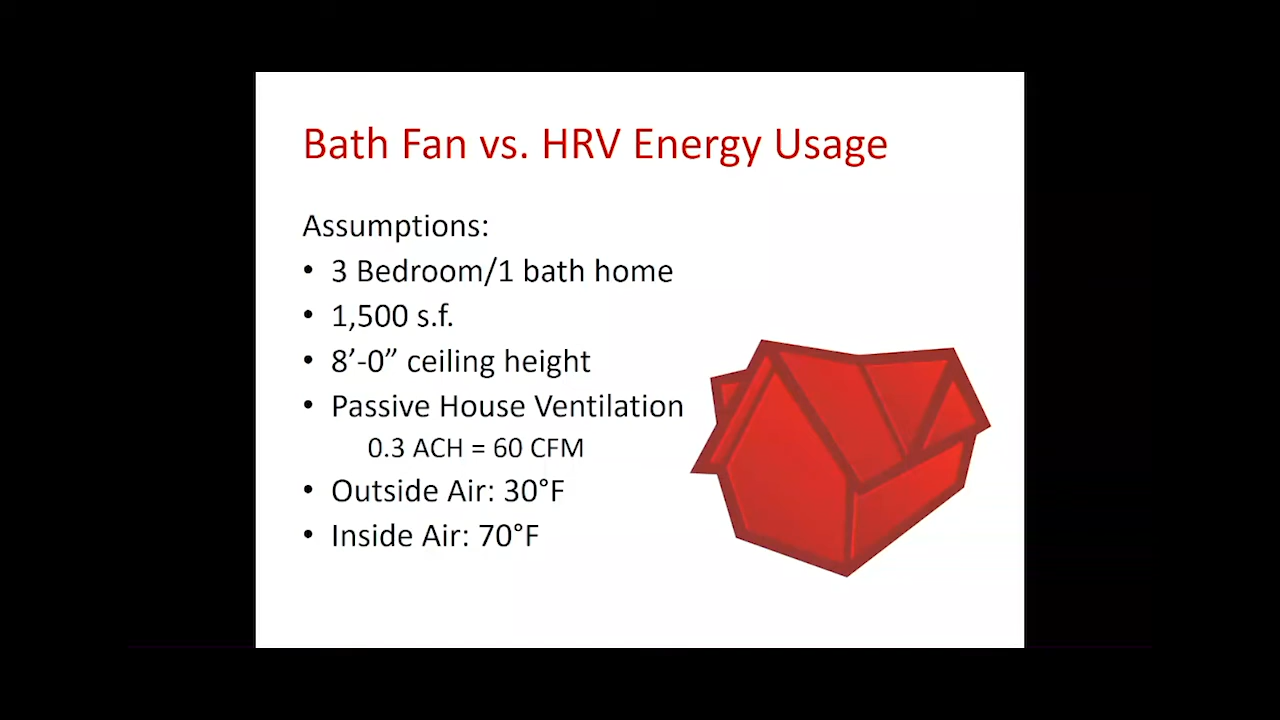 Bath Fan vs. HRV Energy Usage
Assumptions:
• 3 Bedroom/1 bath home
• 1,500 s.f.
• 8’-0” ceiling height
• Passive House Ventilation
0.3 ACH = 60 CFM
• Outside Air: 30°F
• Inside Air: 70°F